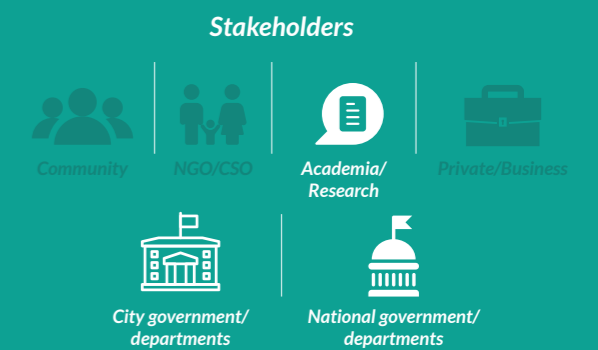 Stakeholders
Community
NGO/CSO
Academia/
Research
Private/Business
City government/
departments
National government/
departments